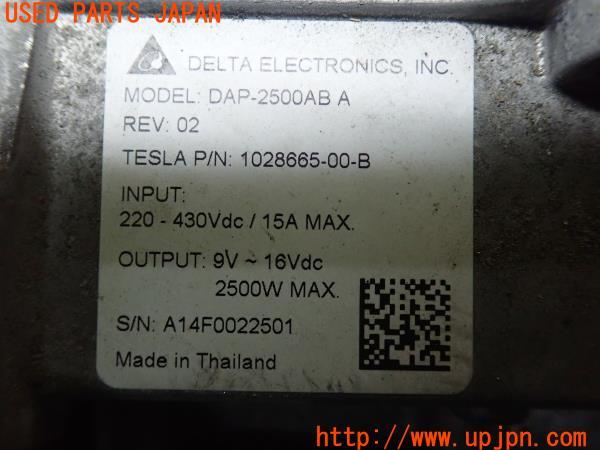 USED PARTS JAPAN
DELTA ELECTRONICS, INC.
MODEL: DAP-2500AB A
REV: 02
TESLA P/N: 1028665-00-B
INPUT:
220 - 430Vdc / 15A MAX.
OUTPUT: 9V ~ 16Vdc
2500W MAX.
S/N: A14F0022501
Made in Thailand
UPJ http://www.upjpn.com